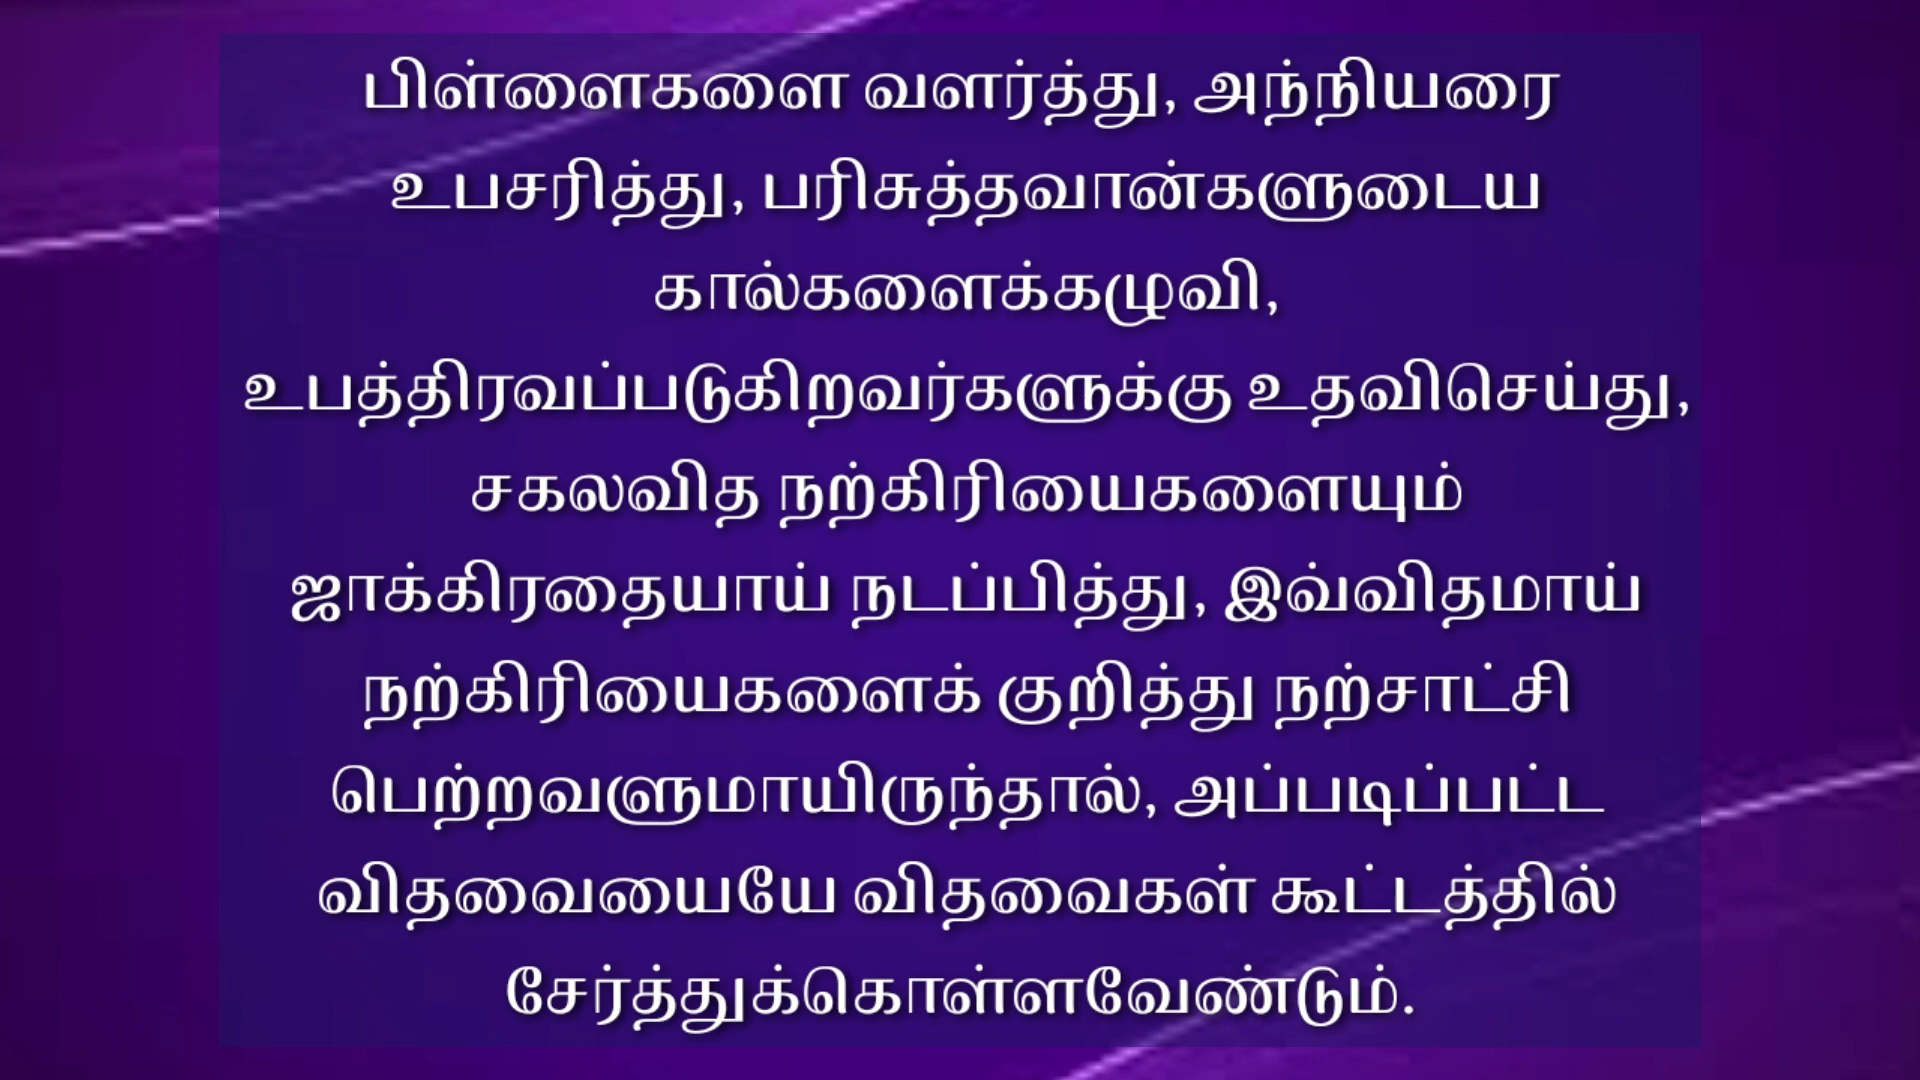 பிள்ளைகளை வளர்த்து, அந்நியரை
உபசரித்து, பரிசுத்தவான்களுடைய
கால்களைக்கழுவி,
உபத்திரவப்படுகிறவர்களுக்கு உதவிசெய்து,
சகலவித நற்கிரியைகளையும்
ஜாக்கிரதையாய் நடப்பித்து, இவ்விதமாய்
நற்கிரியைகளைக் குறித்து நற்சாட்சி
பெற்றவளுமாயிருந்தால், அப்படிப்பட்ட
விதவையையே விதவைகள் கூட்டத்தில்
சேர்த்துக்கொள்ளவேண்டும்.